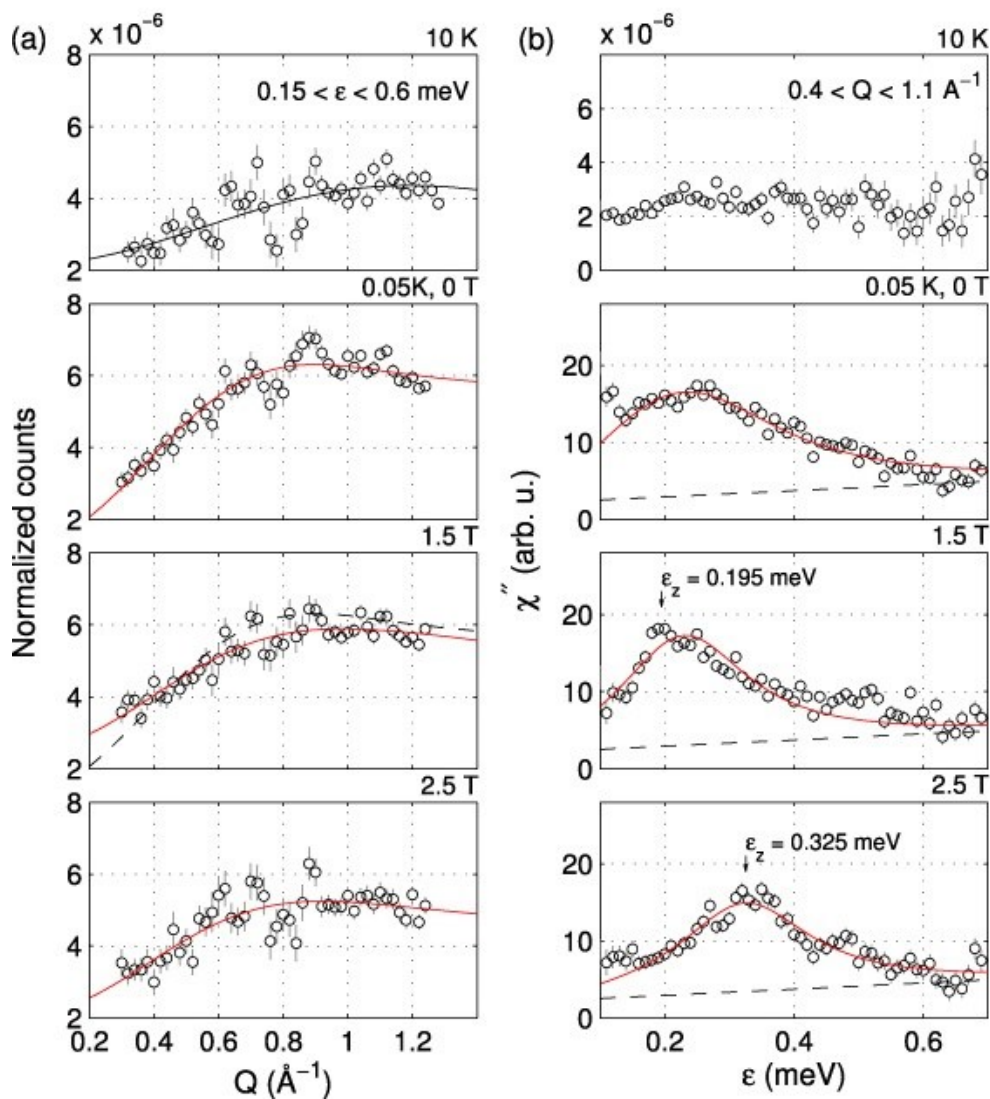 (a)
x 10⁻⁶
10 K
0.15 < ε < 0.6 meV
8
6
4
2
0.05K, 0 T
8
6
4
2
1.5 T
8
6
4
2
2.5 T
8
6
4
2
0.2 0.4 0.6 0.8 1 1.2
Q (Å⁻¹)
Normalized counts
(b)
x 10⁻⁶
10 K
0.4 < Q < 1.1 A⁻¹
8
6
4
2
0
0.05K, 0 T
20
10
0
1.5 T
ε_z = 0.195 meV
20
10
0
2.5 T
ε_z = 0.325 meV
20
10
0
0.2 0.4 0.6
ε (meV)
χ″ (arb. u.)